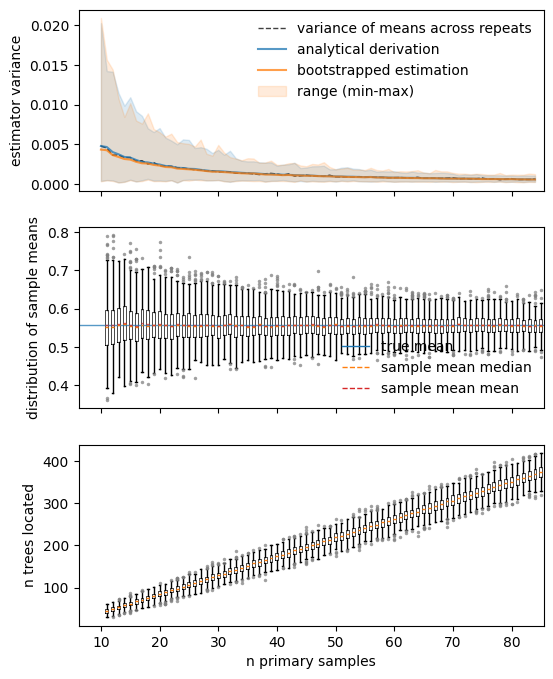 0.020
0.015
0.010
0.005
0.000
estimator variance
variance of means across repeats
analytical derivation
bootstrapped estimation
range (min-max)
0.8
0.7
0.6
0.5
0.4
distribution of sample means
true mean
sample mean median
sample mean mean
400
300
200
100
n trees located
10 20 30 40 50 60 70 80
n primary samples